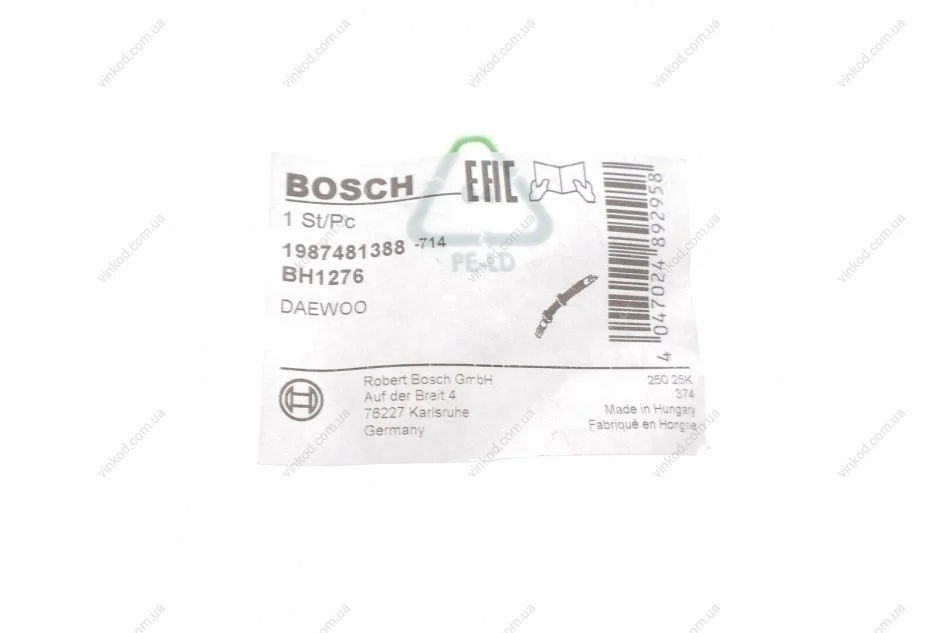 BOSCH
EAC
1 St/Pc
1987481388 -714
BH1276
DAEWOO
PE-LD
4 047024 892958
Robert Bosch GmbH
Auf der Breit 4
76227 Karlsruhe
Germany
250 25K
374
Made in Hungary
Fabriqué en Hongrie
vinkod.com.ua